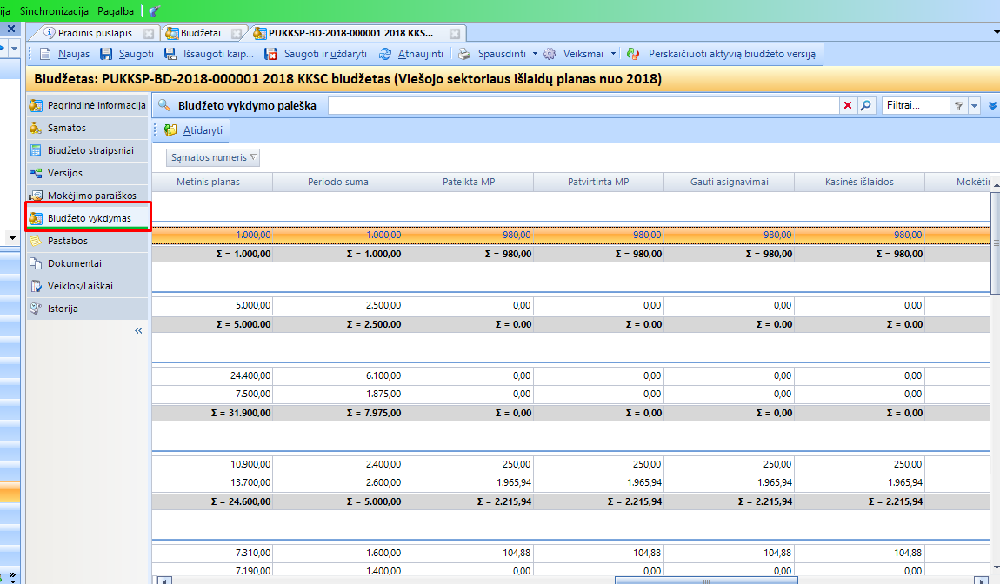 ija Sinchronizacija Pagalba
Pradinis puslapis Biudžetai PUKKSP-BD-2018-000001 2018 KKS...
Naujas Saugoti Išsaugoti kaip... Saugoti ir uždaryti Atnaujinti Spausdinti Veiksmai Perskaičiuoti aktyvią biudžeto versiją
Biudžetas: PUKKSP-BD-2018-000001 2018 KKSC biudžetas (Viešojo sektoriaus išlaidų planas nuo 2018)
Pagrindinė informacija
Sąmatos
Biudžeto straipsniai
Versijos
Mokėjimo paraiškos
Biudžeto vykdymas
Pastabos
Dokumentai
Veiklos/Laiškai
Istorija
«
Biudžeto vykdymo paieška Filtrai...
Atidaryti
Sąmatos numeris
Metinis planas Periodo suma Pateikta MP Patvirtinta MP Gauti asignavimai Kasinės išlaidos Mokėtin
1.000,00 1.000,00 980,00 980,00 980,00 980,00
Σ = 1.000,00 Σ = 1.000,00 Σ = 980,00 Σ = 980,00 Σ = 980,00 Σ = 980,00
5.000,00 2.500,00 0,00 0,00 0,00 0,00
Σ = 5.000,00 Σ = 2.500,00 Σ = 0,00 Σ = 0,00 Σ = 0,00 Σ = 0,00
24.400,00 6.100,00 0,00 0,00 0,00 0,00
7.500,00 1.875,00 0,00 0,00 0,00 0,00
Σ = 31.900,00 Σ = 7.975,00 Σ = 0,00 Σ = 0,00 Σ = 0,00 Σ = 0,00
10.900,00 2.400,00 250,00 250,00 250,00 250,00
13.700,00 2.600,00 1.965,94 1.965,94 1.965,94 1.965,94
Σ = 24.600,00 Σ = 5.000,00 Σ = 2.215,94 Σ = 2.215,94 Σ = 2.215,94 Σ = 2.215,94
7.310,00 1.600,00 104,88 104,88 104,88 104,88
7.190,00 1.400,00 0,00 0,00 0,00 0,00